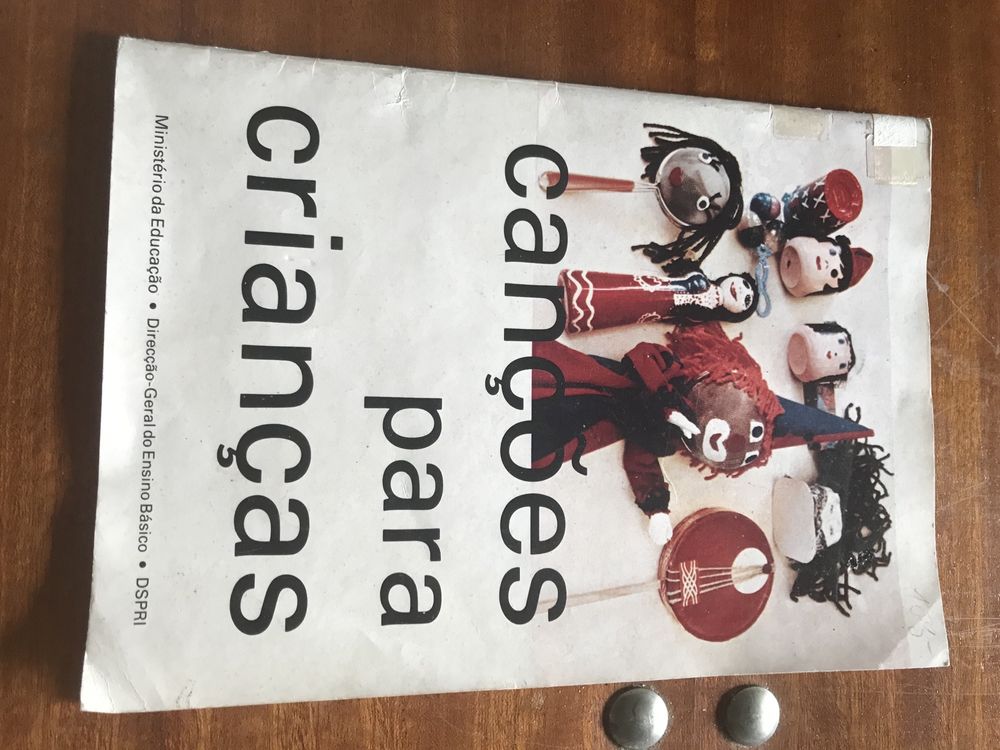 canções
para
crianças
Ministério da Educação • Direcção-Geral do Ensino Básico • DSPRI